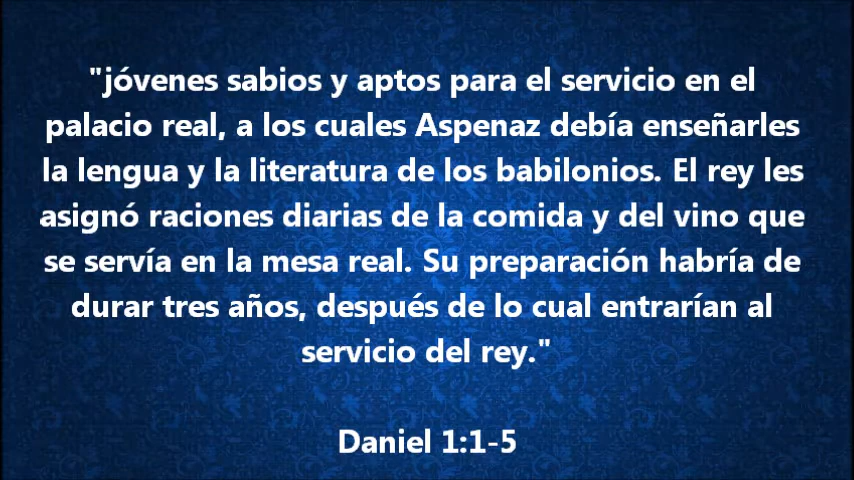 "jóvenes sabios y aptos para el servicio en el
palacio real, a los cuales Aspenaz debía enseñarles
la lengua y la literatura de los babilonios. El rey les
asignó raciones diarias de la comida y del vino que
se servía en la mesa real. Su preparación habría de
durar tres años, después de lo cual entrarían al
servicio del rey."
Daniel 1:1-5